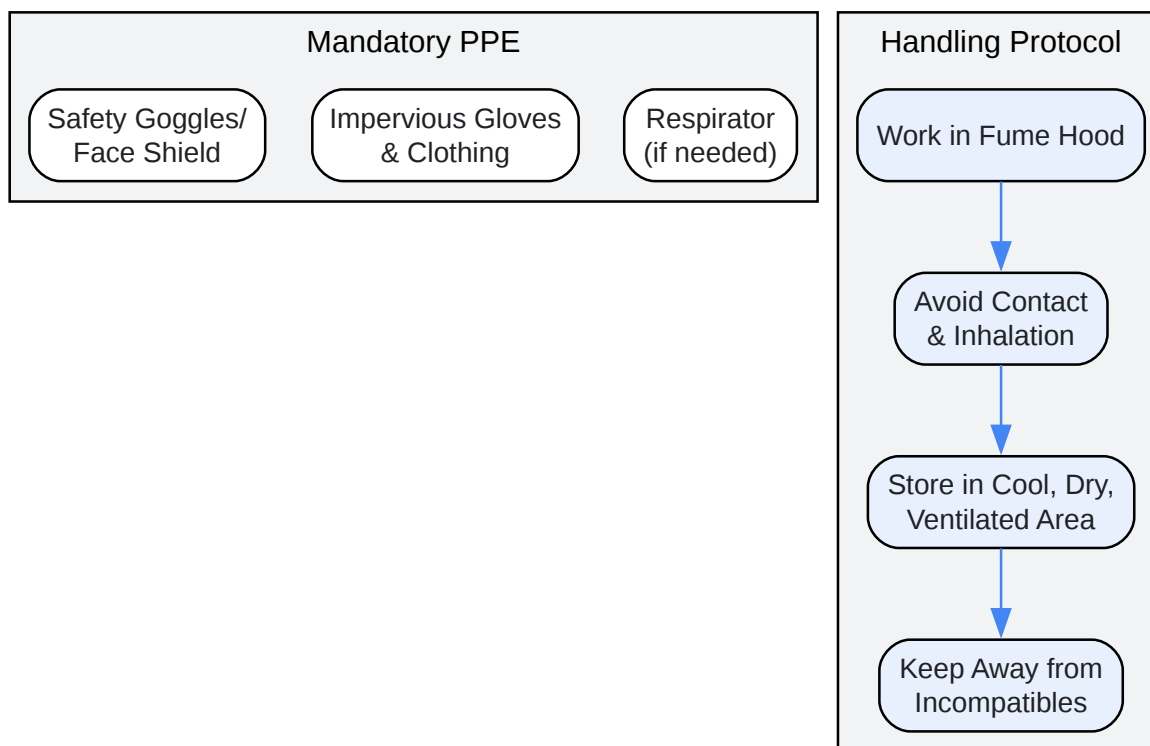 Mandatory PPE
Safety Goggles/
Face Shield
Impervious Gloves
& Clothing
Respirator
(if needed)
Handling Protocol
Work in Fume Hood
Avoid Contact
& Inhalation
Store in Cool, Dry,
Ventilated Area
Keep Away from
Incompatibles